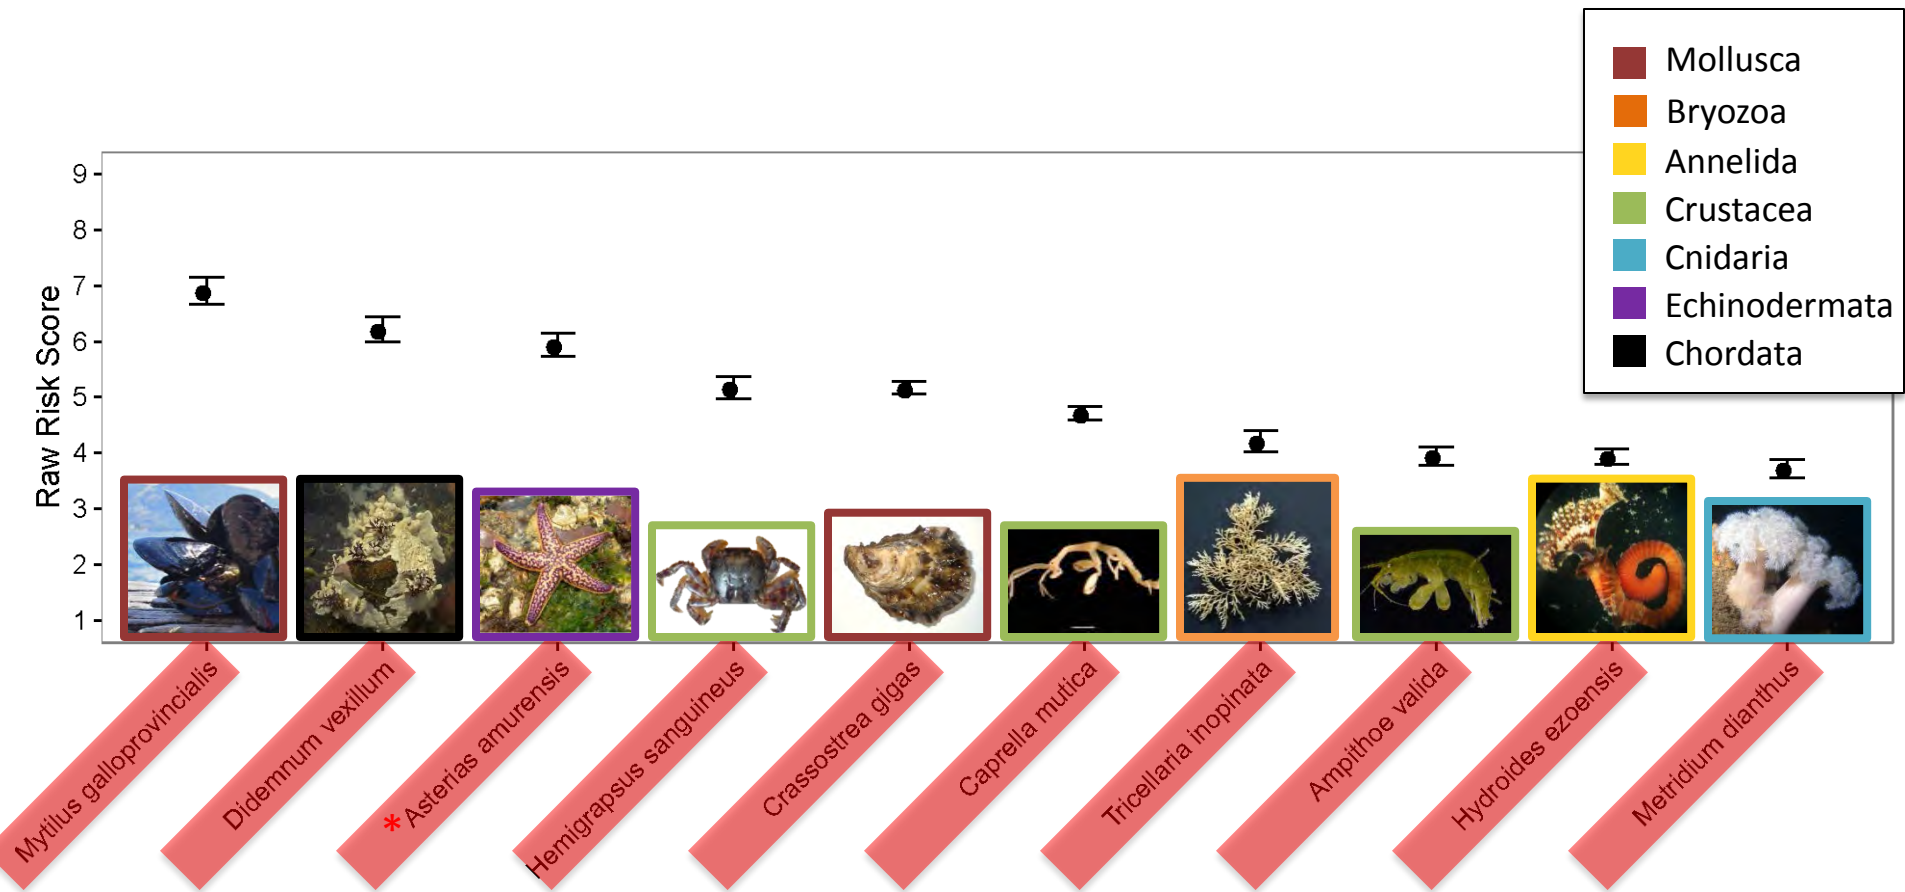 Mollusca
Bryozoa
Annelida
Crustacea
Cnidaria
Echinodermata
Chordata
Raw Risk Score
9
8
7
6
5
4
3
2
1
Mytilus galloprovincialis
Didemnum vexillum
* Asterias amurensis
Hemigrapsus sanguineus
Crassostrea gigas
Caprella mutica
Tricellaria inopinata
Ampithoe valida
Hydroides ezoensis
Metridium dianthus